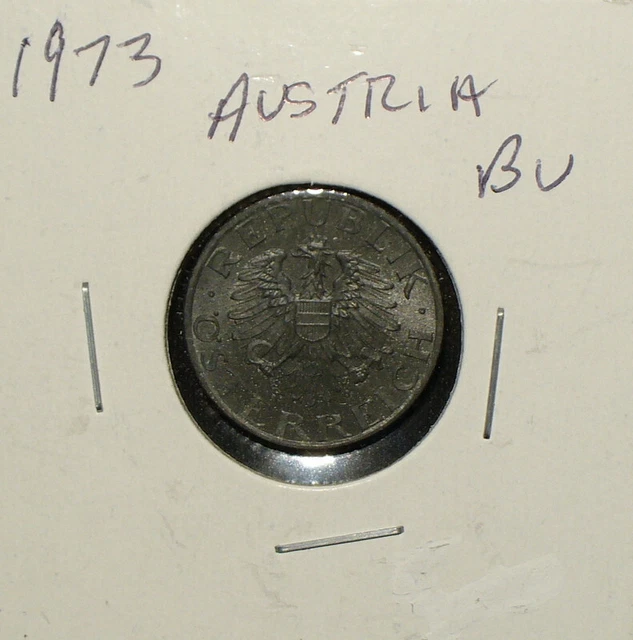 1973
AUSTRIA
BU
· REPUBLIK ·
ÖSTERREICH